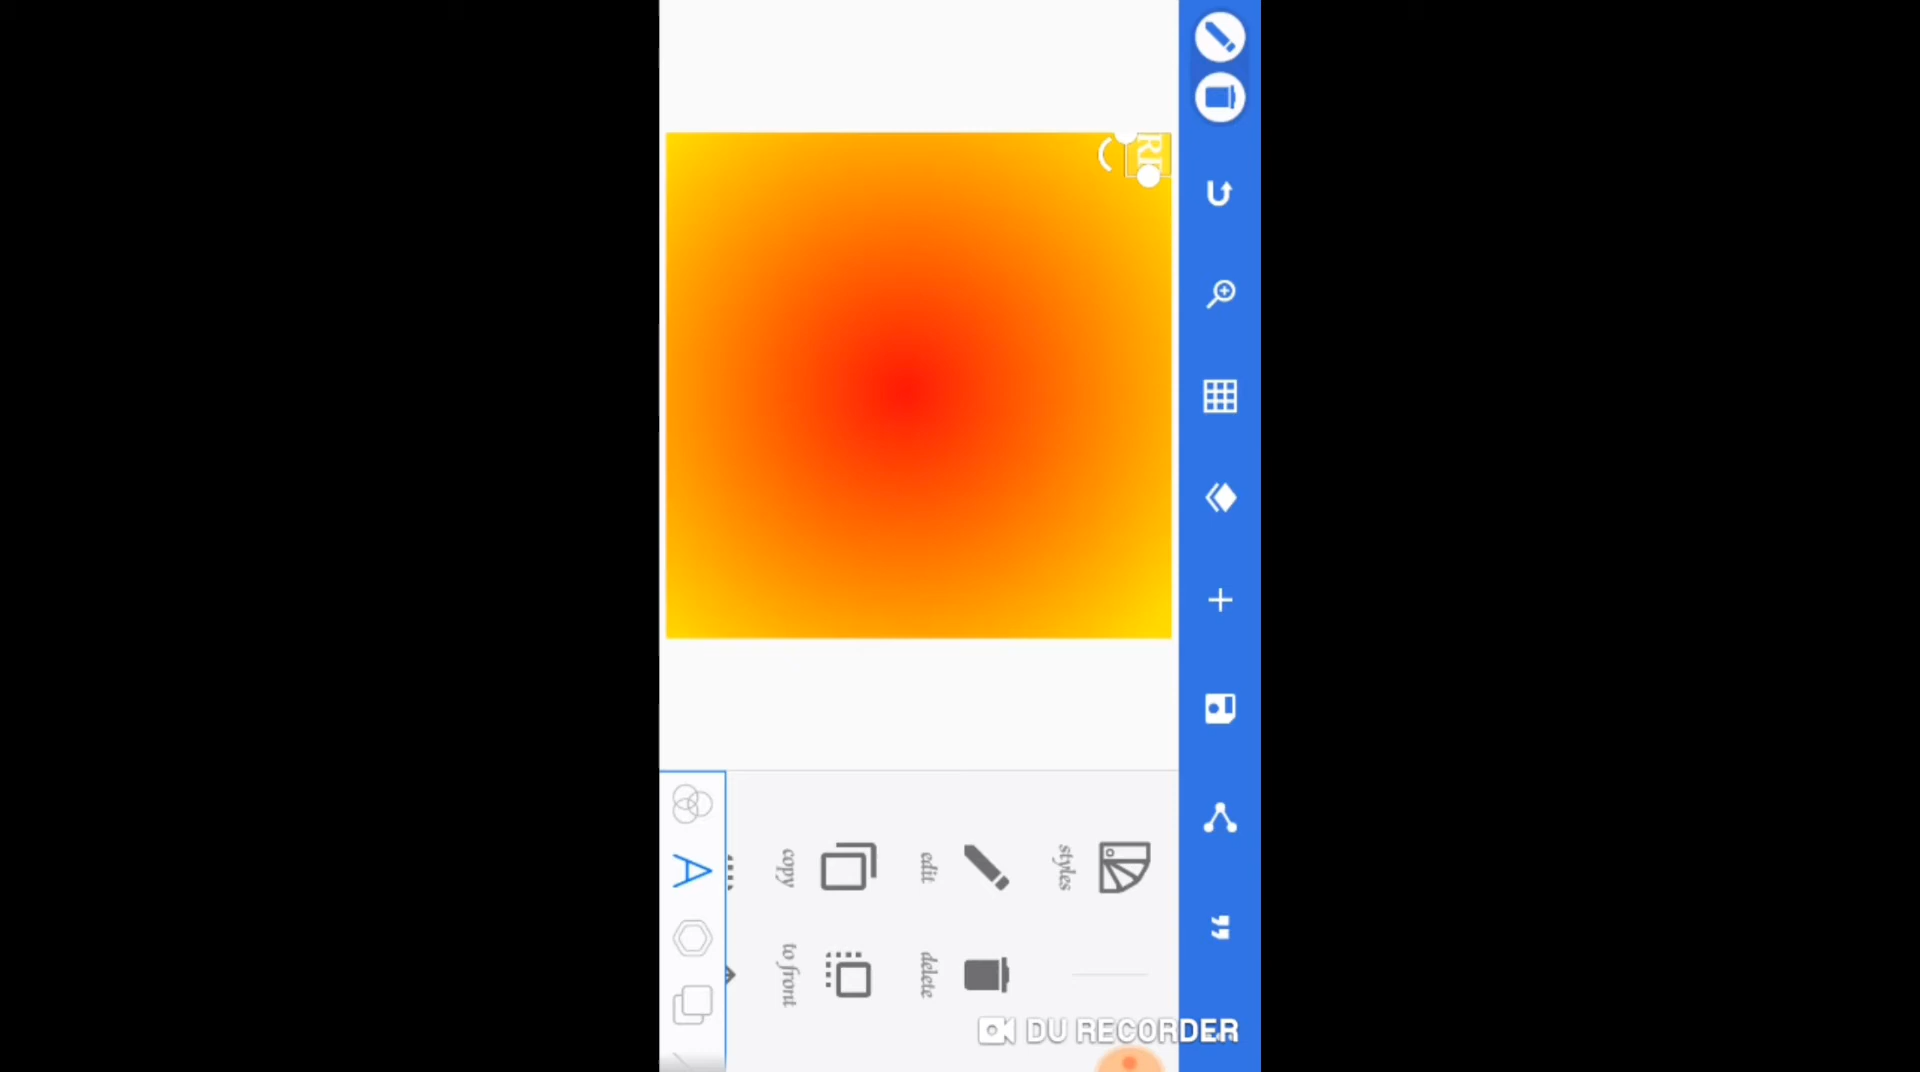 styles
edit
copy
delete
to front
DU RECORDER